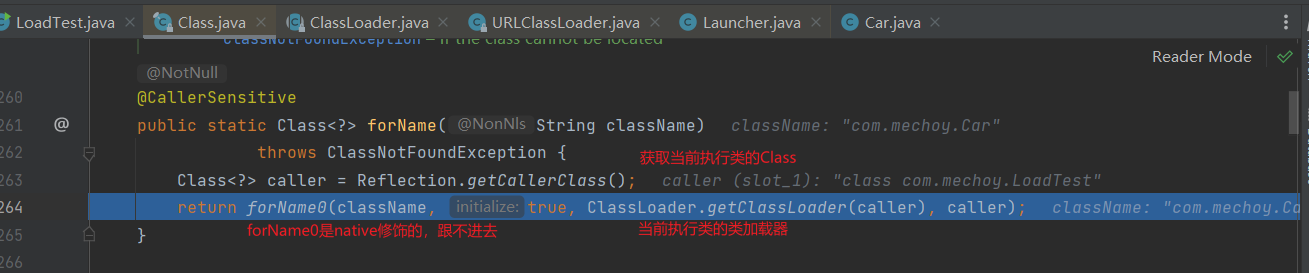 LoadTest.java × Class.java × ClassLoader.java × URLClassLoader.java × Launcher.java × Car.java ×
ClassNotFoundException – if the class cannot be located
Reader Mode
@NotNull
260 @CallerSensitive
261 @ public static Class<?> forName( @NonNls String className) className: "com.mechoy.Car"
262 throws ClassNotFoundException {
获取当前执行类的Class
263 Class<?> caller = Reflection.getCallerClass(); caller (slot_1): "class com.mechoy.LoadTest"
264 return forName0(className, initialize: true, ClassLoader.getClassLoader(caller), caller); className: "com.mechoy.Ca
forName0是native修饰的，跟不进去 当前执行类的类加载器
265 }
266